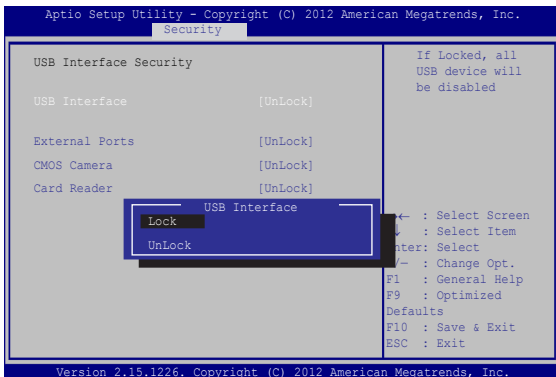 Aptio Setup Utility - Copyright (C) 2012 American Megatrends, Inc.
Security
USB Interface Security
USB Interface [UnLock]
External Ports [UnLock]
CMOS Camera [UnLock]
Card Reader [UnLock]
USB Interface
Lock
UnLock
If Locked, all
USB device will
be disabled
← : Select Screen
↓ : Select Item
nter: Select
/— : Change Opt.
F1 : General Help
F9 : Optimized
Defaults
F10 : Save & Exit
ESC : Exit
Version 2.15.1226. Copyright (C) 2012 American Megatrends, Inc.